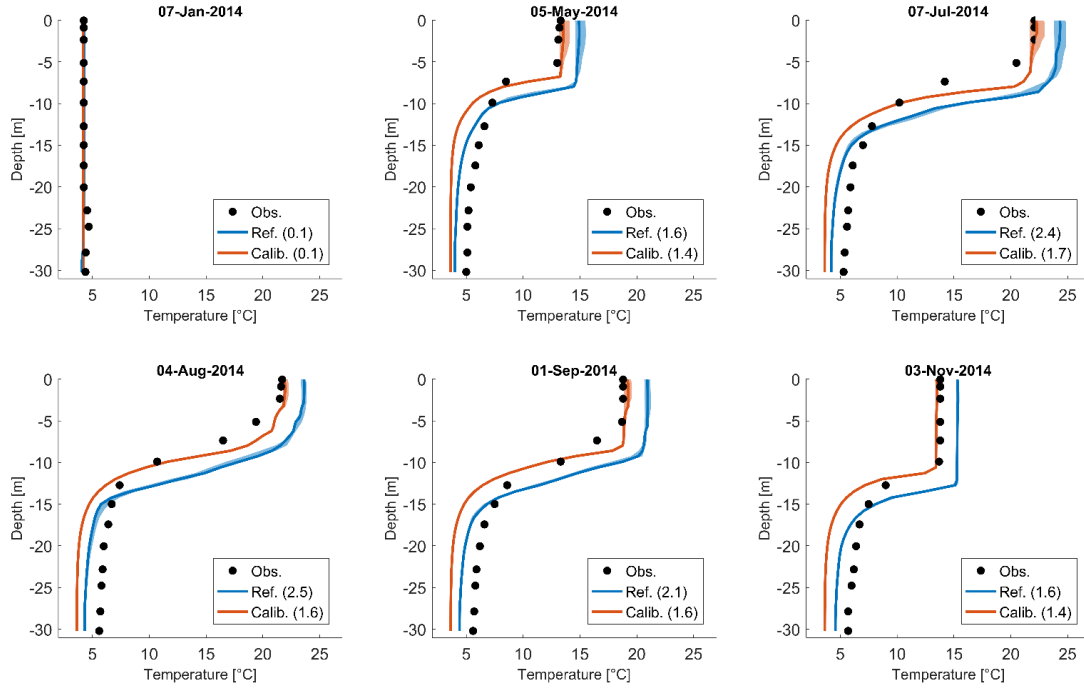 07-Jan-2014
0
-5
-10
-15
-20
-25
-30
Depth [m]
5 10 15 20 25
Temperature [°C]
Obs.
Ref. (0.1)
Calib. (0.1)
05-May-2014
0
-5
-10
-15
-20
-25
-30
Depth [m]
5 10 15 20 25
Temperature [°C]
Obs.
Ref. (1.6)
Calib. (1.4)
07-Jul-2014
0
-5
-10
-15
-20
-25
-30
Depth [m]
5 10 15 20 25
Temperature [°C]
Obs.
Ref. (2.4)
Calib. (1.7)
04-Aug-2014
0
-5
-10
-15
-20
-25
-30
Depth [m]
5 10 15 20 25
Temperature [°C]
Obs.
Ref. (2.5)
Calib. (1.6)
01-Sep-2014
0
-5
-10
-15
-20
-25
-30
Depth [m]
5 10 15 20 25
Temperature [°C]
Obs.
Ref. (2.1)
Calib. (1.6)
03-Nov-2014
0
-5
-10
-15
-20
-25
-30
Depth [m]
5 10 15 20 25
Temperature [°C]
Obs.
Ref. (1.6)
Calib. (1.4)